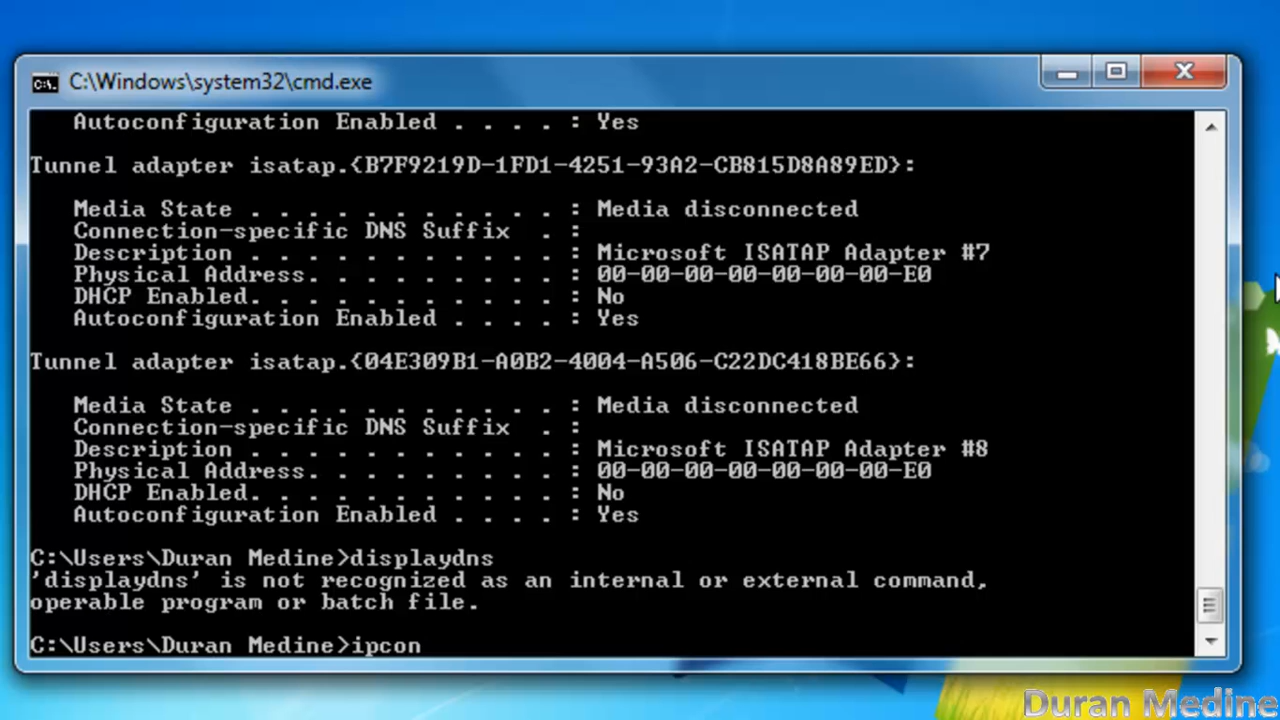 C:\Windows\system32\cmd.exe
Autoconfiguration Enabled . . . . : Yes
Tunnel adapter isatap.{B7F9219D-1FD1-4251-93A2-CB815D8A89ED}:
Media State . . . . . . . . . . . : Media disconnected
Connection-specific DNS Suffix  . :
Description . . . . . . . . . . . : Microsoft ISATAP Adapter #7
Physical Address. . . . . . . . . : 00-00-00-00-00-00-00-E0
DHCP Enabled. . . . . . . . . . . : No
Autoconfiguration Enabled . . . . : Yes
Tunnel adapter isatap.{04E309B1-A0B2-4004-A506-C22DC418BE66}:
Media State . . . . . . . . . . . : Media disconnected
Connection-specific DNS Suffix  . :
Description . . . . . . . . . . . : Microsoft ISATAP Adapter #8
Physical Address. . . . . . . . . : 00-00-00-00-00-00-00-E0
DHCP Enabled. . . . . . . . . . . : No
Autoconfiguration Enabled . . . . : Yes
C:\Users\Duran Medine>displaydns
'displaydns' is not recognized as an internal or external command,
operable program or batch file.
C:\Users\Duran Medine>ipcon
Duran Medine